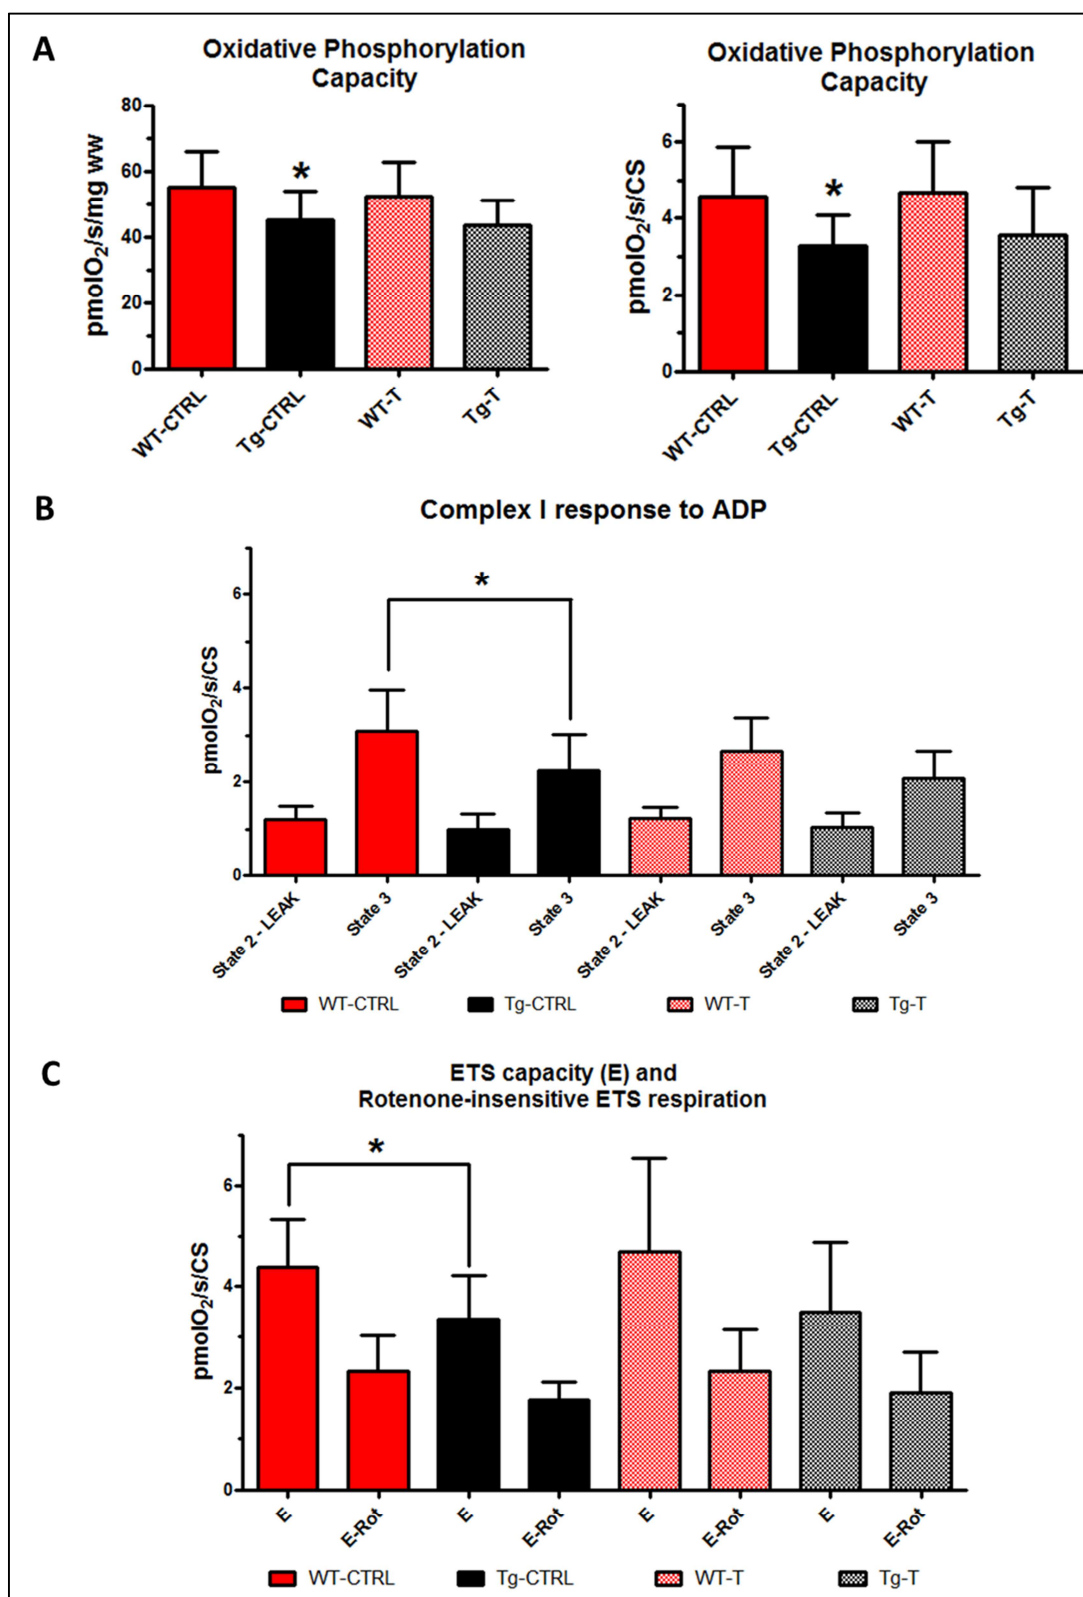 A
Oxidative Phosphorylation
Capacity
80
60
40
20
0
pmolO2/s/mg ww
*
WT-CTRL
Tg-CTRL
WT-T
Tg-T
Oxidative Phosphorylation
Capacity
6
4
2
0
pmolO2/s/CS
*
WT-CTRL
Tg-CTRL
WT-T
Tg-T
B
Complex I response to ADP
*
6
4
2
0
pmolO2/s/CS
State 2 - LEAK
State 3
State 2 - LEAK
State 3
State 2 - LEAK
State 3
State 2 - LEAK
State 3
WT-CTRL
Tg-CTRL
WT-T
Tg-T
C
ETS capacity (E) and
Rotenone-insensitive ETS respiration
*
6
4
2
0
pmolO2/s/CS
E
E-Rot
E
E-Rot
E
E-Rot
E
E-Rot
WT-CTRL
Tg-CTRL
WT-T
Tg-T